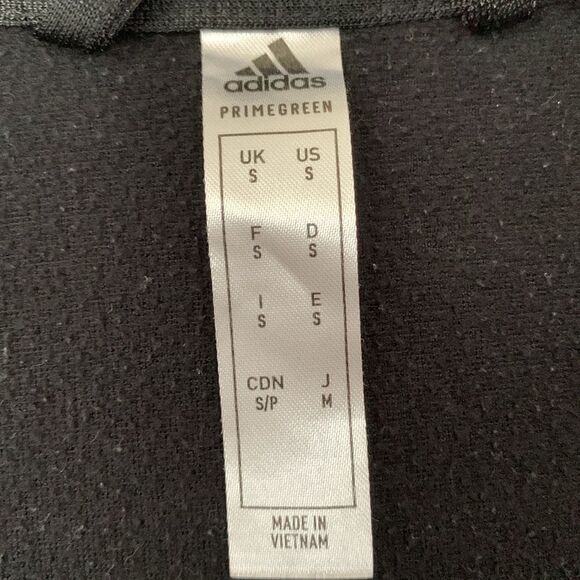 adidas
PRIMEGREEN
UK US
S S
F D
S S
I E
S S
CDN J
S/P M
MADE IN
VIETNAM